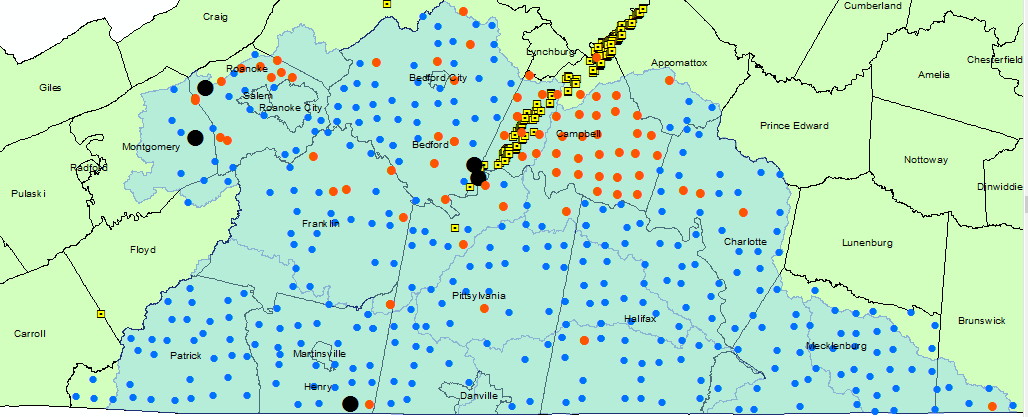 Craig
Cumberland
Lynchburg
Appomattox
Chesterfield
Roanoke
Amelia
Bedford City
Giles
Salem
Roanoke City
Prince Edward
Campbell
Montgomery
Bedford
Nottoway
Radford
Pulaski
Dinwiddie
Franklin
Floyd
Charlotte
Lunenburg
Pittsylvania
Halifax
Brunswick
Carroll
Mecklenburg
Patrick
Martinsville
Henry
Danville